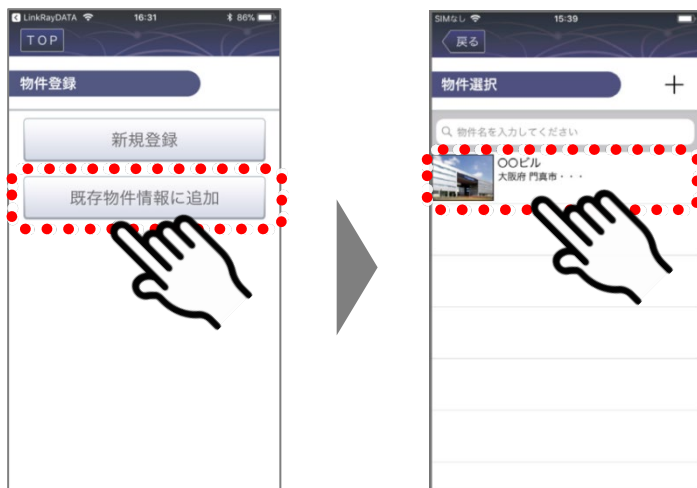 LinkRayDATA 16:31 86%
TOP
物件登録
新規登録
既存物件情報に追加
SIMなし 15:39
戻る
物件選択 +
物件名を入力してください
〇〇ビル
大阪府 門真市・・・